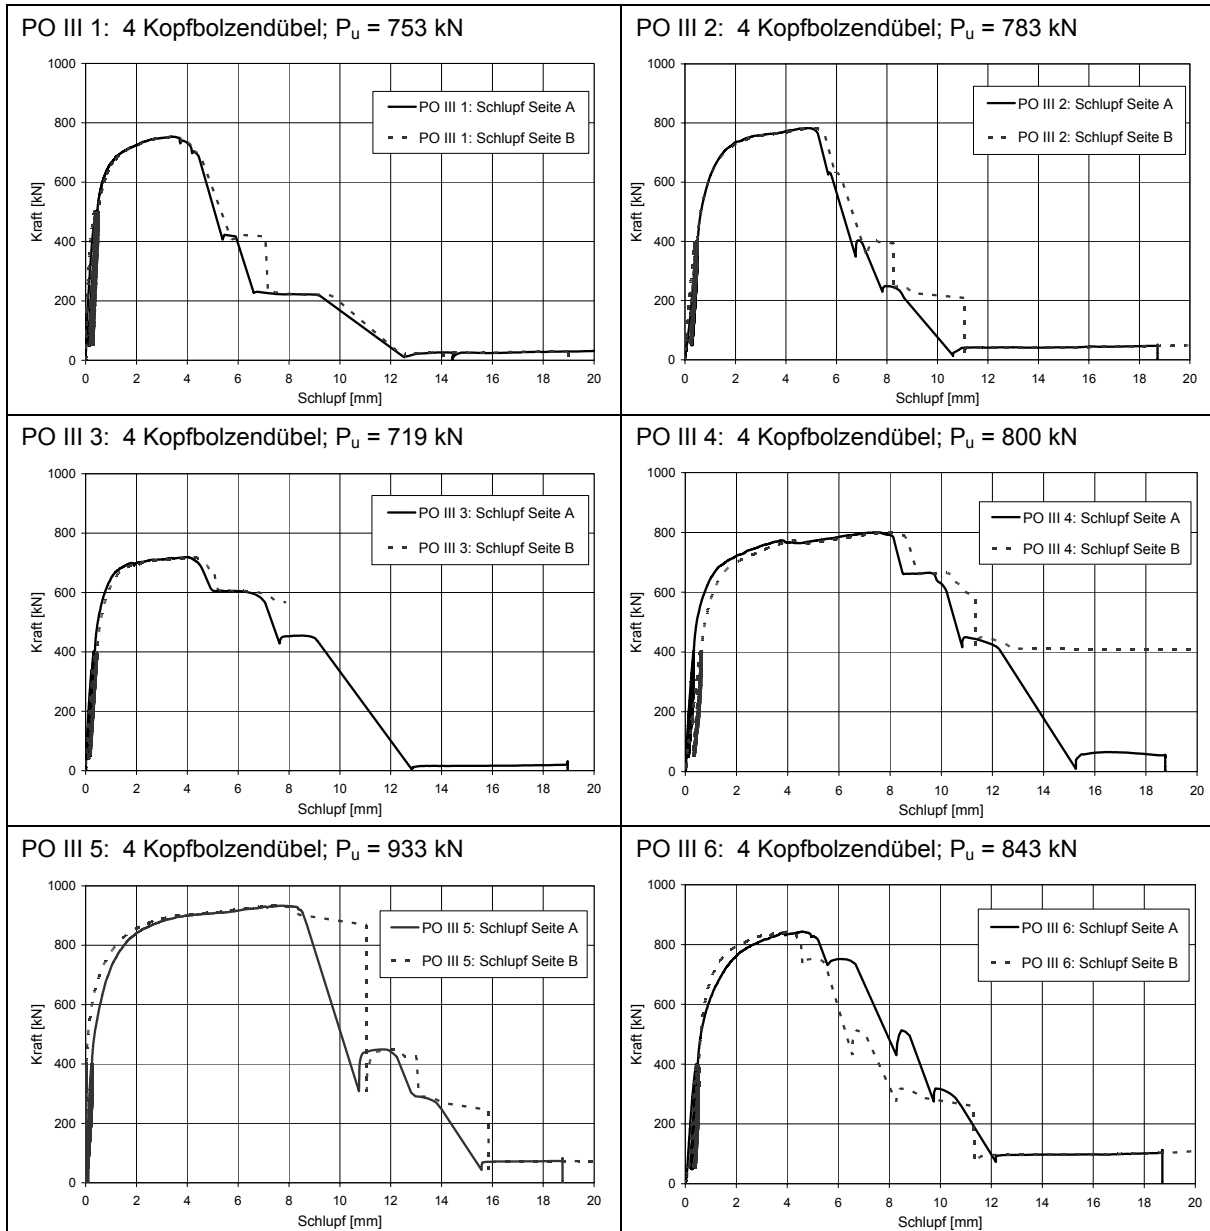 PO III 1: 4 Kopfbolzendübel; Pu = 753 kN
1000
800
600
400
200
0
Kraft [kN]
PO III 1: Schlupf Seite A
PO III 1: Schlupf Seite B
0 2 4 6 8 10 12 14 16 18 20
Schlupf [mm]
PO III 2: 4 Kopfbolzendübel; Pu = 783 kN
1000
800
600
400
200
0
Kraft [kN]
PO III 2: Schlupf Seite A
PO III 2: Schlupf Seite B
0 2 4 6 8 10 12 14 16 18 20
Schlupf [mm]
PO III 3: 4 Kopfbolzendübel; Pu = 719 kN
1000
800
600
400
200
0
Kraft [kN]
PO III 3: Schlupf Seite A
PO III 3: Schlupf Seite B
0 2 4 6 8 10 12 14 16 18 20
Schlupf [mm]
PO III 4: 4 Kopfbolzendübel; Pu = 800 kN
1000
800
600
400
200
0
Kraft [kN]
PO III 4: Schlupf Seite A
PO III 4: Schlupf Seite B
0 2 4 6 8 10 12 14 16 18 20
Schlupf [mm]
PO III 5: 4 Kopfbolzendübel; Pu = 933 kN
1000
800
600
400
200
0
Kraft [kN]
PO III 5: Schlupf Seite A
PO III 5: Schlupf Seite B
0 2 4 6 8 10 12 14 16 18 20
Schlupf [mm]
PO III 6: 4 Kopfbolzendübel; Pu = 843 kN
1000
800
600
400
200
0
Kraft [kN]
PO III 6: Schlupf Seite A
PO III 6: Schlupf Seite B
0 2 4 6 8 10 12 14 16 18 20
Schlupf [mm]